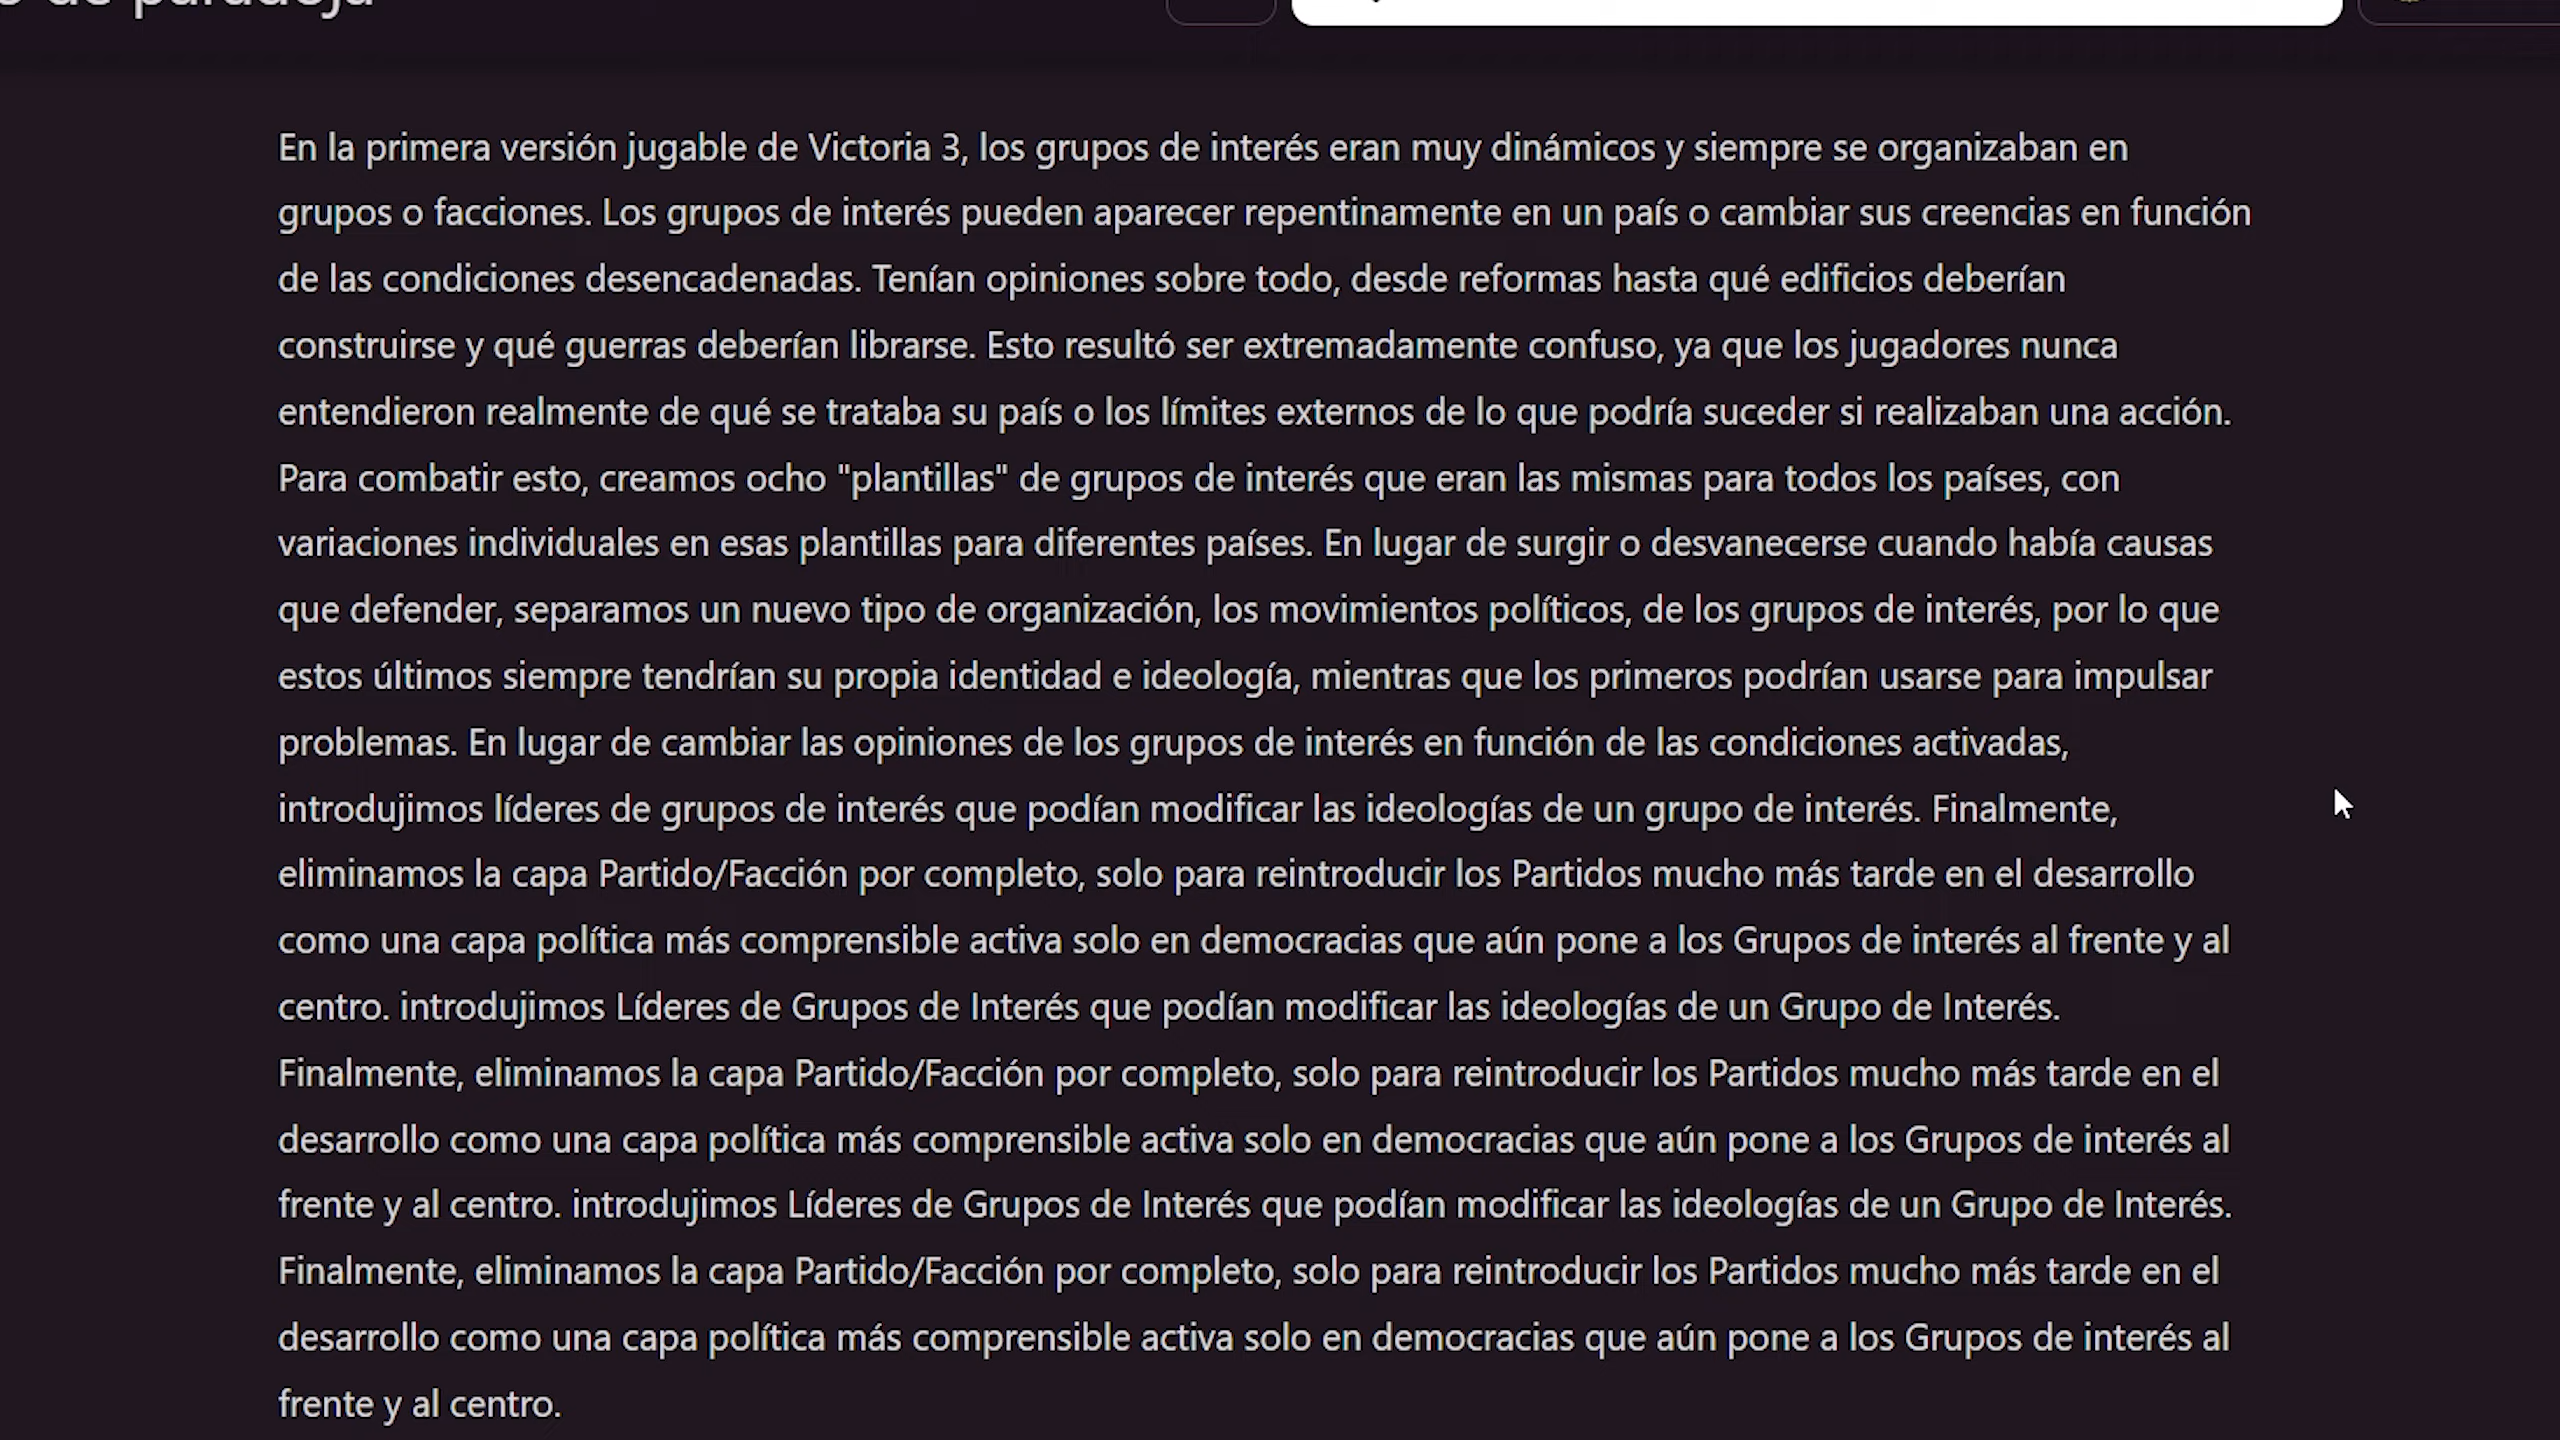 de paradoja
En la primera versión jugable de Victoria 3, los grupos de interés eran muy dinámicos y siempre se organizaban en
grupos o facciones. Los grupos de interés pueden aparecer repentinamente en un país o cambiar sus creencias en función
de las condiciones desencadenadas. Tenían opiniones sobre todo, desde reformas hasta qué edificios deberían
construirse y qué guerras deberían librarse. Esto resultó ser extremadamente confuso, ya que los jugadores nunca
entendieron realmente de qué se trataba su país o los límites externos de lo que podría suceder si realizaban una acción.
Para combatir esto, creamos ocho "plantillas" de grupos de interés que eran las mismas para todos los países, con
variaciones individuales en esas plantillas para diferentes países. En lugar de surgir o desvanecerse cuando había causas
que defender, separamos un nuevo tipo de organización, los movimientos políticos, de los grupos de interés, por lo que
estos últimos siempre tendrían su propia identidad e ideología, mientras que los primeros podrían usarse para impulsar
problemas. En lugar de cambiar las opiniones de los grupos de interés en función de las condiciones activadas,
introdujimos líderes de grupos de interés que podían modificar las ideologías de un grupo de interés. Finalmente,
eliminamos la capa Partido/Facción por completo, solo para reintroducir los Partidos mucho más tarde en el desarrollo
como una capa política más comprensible activa solo en democracias que aún pone a los Grupos de interés al frente y al
centro. introdujimos Líderes de Grupos de Interés que podían modificar las ideologías de un Grupo de Interés.
Finalmente, eliminamos la capa Partido/Facción por completo, solo para reintroducir los Partidos mucho más tarde en el
desarrollo como una capa política más comprensible activa solo en democracias que aún pone a los Grupos de interés al
frente y al centro. introdujimos Líderes de Grupos de Interés que podían modificar las ideologías de un Grupo de Interés.
Finalmente, eliminamos la capa Partido/Facción por completo, solo para reintroducir los Partidos mucho más tarde en el
desarrollo como una capa política más comprensible activa solo en democracias que aún pone a los Grupos de interés al
frente y al centro.